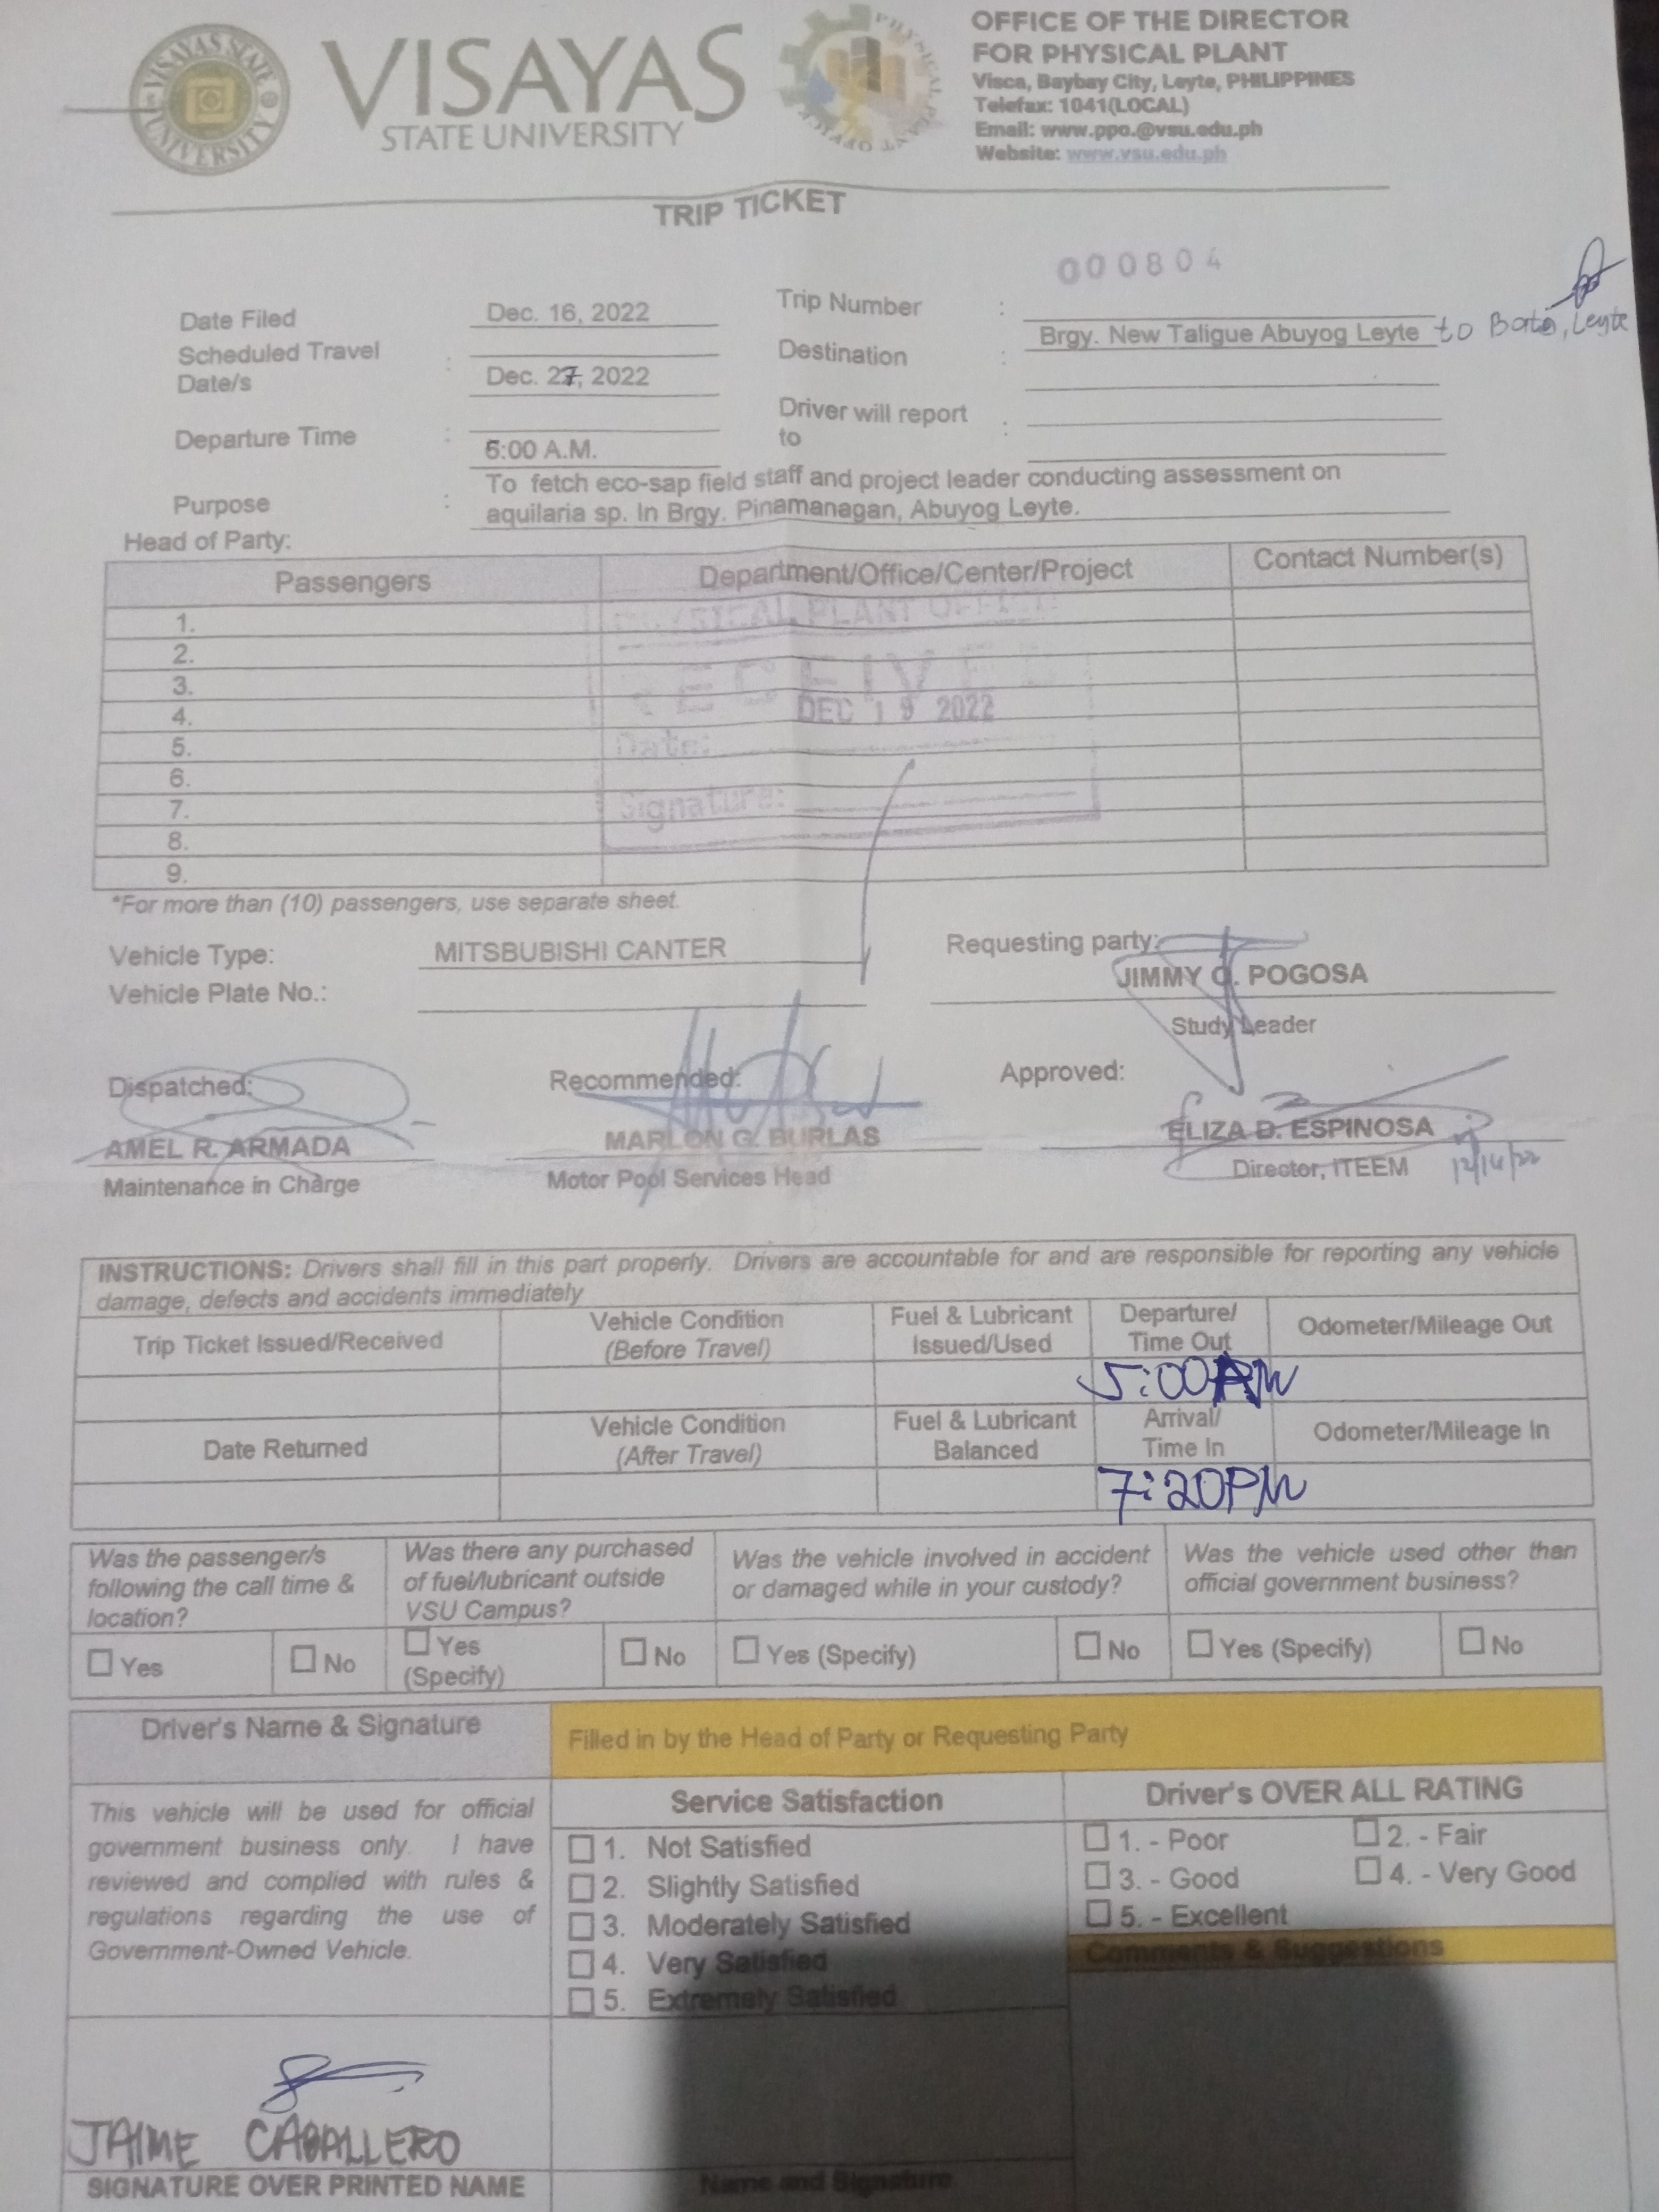 VISAYAS STATE UNIVERSITY
VISAYAS
STATE UNIVERSITY
PHYSICAL PLANT OFFICE
OFFICE OF THE DIRECTOR
FOR PHYSICAL PLANT
Visca, Baybay City, Leyte, PHILIPPINES
Telefax: 1041(LOCAL)
Email: www.ppo.@vsu.edu.ph
Website: www.vsu.edu.ph
TRIP TICKET
000804
Date Filed Dec. 16, 2022 Trip Number :
Scheduled Travel Date/s : Dec. 27, 2022
Destination : Brgy. New Taligue Abuyog Leyte to Bato, Leyte
Departure Time : 5:00 A.M.
Driver will report to :
Purpose : To fetch eco-sap field staff and project leader conducting assessment on
aquilaria sp. In Brgy. Pinamanagan, Abuyog Leyte.
Head of Party:
Passengers Department/Office/Center/Project Contact Number(s)
1.
2.
3.
4.
5.
6.
7.
8.
9.
PHYSICAL PLANT OFFICE
RECEIVED
DEC 19 2022
Date:
Signature:
*For more than (10) passengers, use separate sheet.
Vehicle Type: MITSBUBISHI CANTER
Vehicle Plate No.:
Requesting party:
JIMMY O. POGOSA
Study Leader
Dispatched: Recommended: Approved:
AMEL R. ARMADA MARLON G. BURLAS ELIZA D. ESPINOSA
Maintenance in Charge Motor Pool Services Head Director, ITEEM 12/16/22
INSTRUCTIONS: Drivers shall fill in this part properly. Drivers are accountable for and are responsible for reporting any vehicle
damage, defects and accidents immediately
Trip Ticket Issued/Received Vehicle Condition (Before Travel) Fuel & Lubricant Issued/Used Departure/ Time Out Odometer/Mileage Out
5:00AM
Date Returned Vehicle Condition (After Travel) Fuel & Lubricant Balanced Arrival/ Time In Odometer/Mileage In
7:20PM
Was the passenger/s following the call time & location?
Was there any purchased of fuel/lubricant outside VSU Campus?
Was the vehicle involved in accident or damaged while in your custody?
Was the vehicle used other than official government business?
Yes No Yes (Specify) No Yes (Specify) No Yes (Specify) No
Driver's Name & Signature
Filled in by the Head of Party or Requesting Party
This vehicle will be used for official
government business only. I have
reviewed and complied with rules &
regulations regarding the use of
Government-Owned Vehicle.
Service Satisfaction
1. Not Satisfied
2. Slightly Satisfied
3. Moderately Satisfied
4. Very Satisfied
5. Extremely Satisfied
Driver's OVER ALL RATING
1. - Poor 2. - Fair
3. - Good 4. - Very Good
5. - Excellent
Comments & Suggestions
JAIME CABALLERO
SIGNATURE OVER PRINTED NAME
Name and Signature